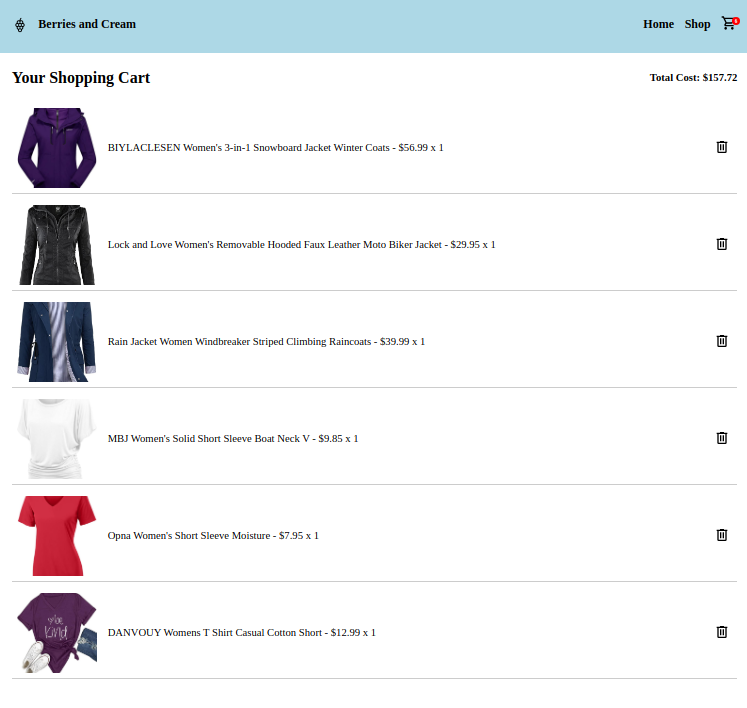 Berries and Cream
Home Shop 6
Your Shopping Cart
Total Cost: $157.72
BIYLACLESEN Women's 3-in-1 Snowboard Jacket Winter Coats - $56.99 x 1
Lock and Love Women's Removable Hooded Faux Leather Moto Biker Jacket - $29.95 x 1
Rain Jacket Women Windbreaker Striped Climbing Raincoats - $39.99 x 1
MBJ Women's Solid Short Sleeve Boat Neck V - $9.85 x 1
Opna Women's Short Sleeve Moisture - $7.95 x 1
be
kind
DANVOUY Womens T Shirt Casual Cotton Short - $12.99 x 1